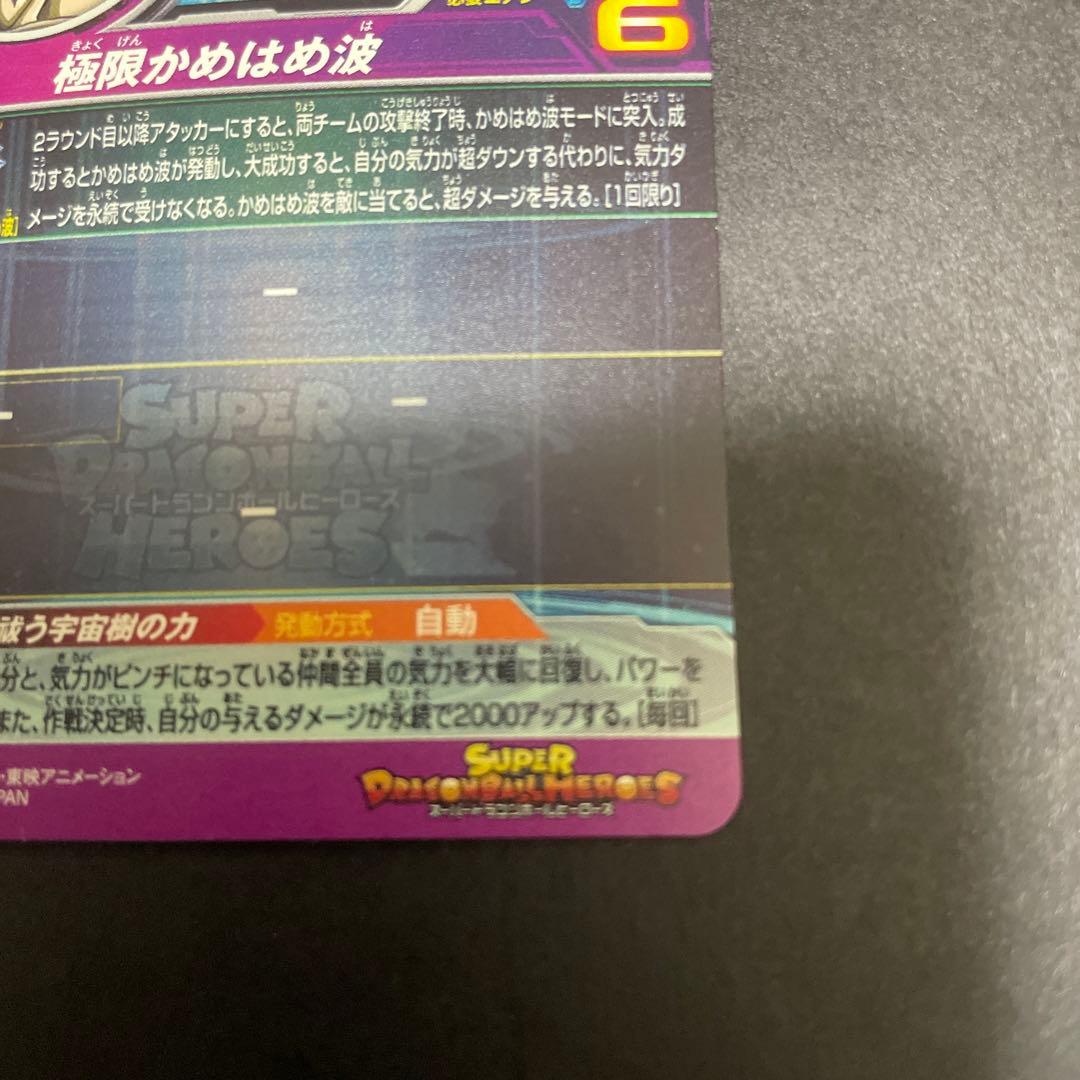 6
極限かめはめ波
2ラウンド目以降アタッカーにすると、両チームの攻撃終了時、かめはめ波モードに突入。成
功するとかめはめ波が発動し、大成功すると、自分の気力が超ダウンする代わりに、気力ダ
メージを永続で受けなくなる。かめはめ波を敵に当てると、超ダメージを与える。[1回限り]
波]
SUPER
DRAGONBALL
スーパードラゴンボールヒーローズ
HEROES
祓う宇宙樹の力 発動方式 自動
分と、気力がピンチになっている仲間全員の気力を大幅に回復し、パワーを
また、作戦決定時、自分の与えるダメージが永続で2000アップする。[毎回]
・東映アニメーション
PAN
SUPER
DRAGONBALL HEROES
スーパードラゴンボールヒーローズ